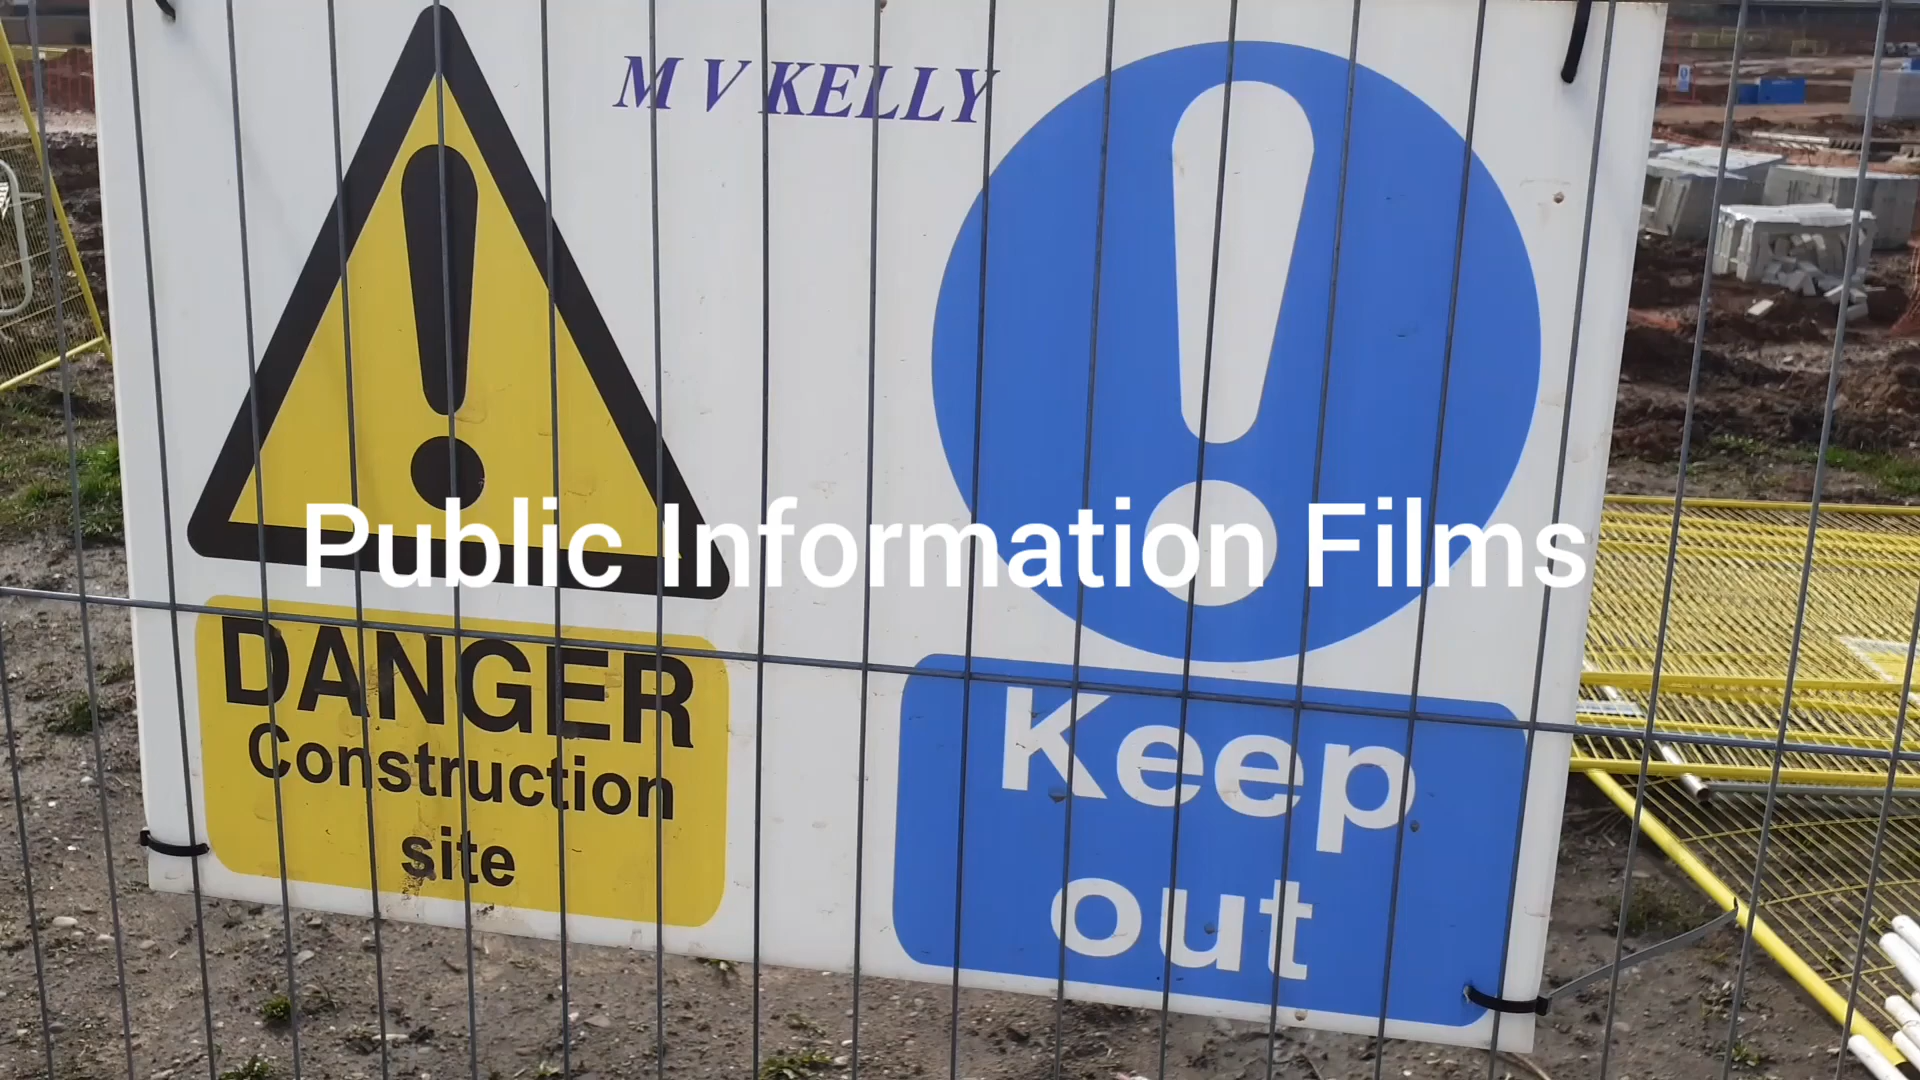 M V KELLY
Public Information Films
DANGER
Construction
site
Keep
out